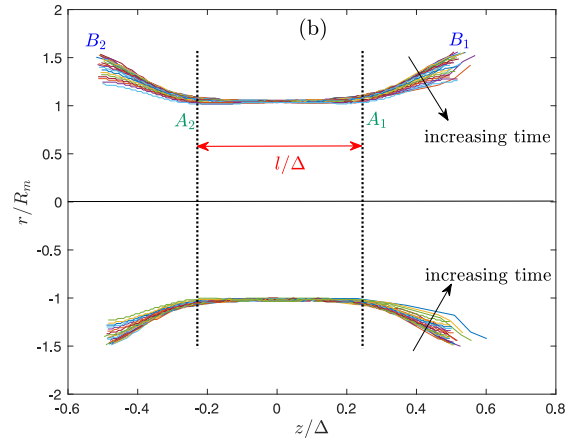 (b)
B₂
B₁
A₂
A₁
increasing time
l/Δ
increasing time
r/Rₘ
2
1.5
1
0.5
0
-0.5
-1
-1.5
-2
-0.6 -0.4 -0.2 0 0.2 0.4 0.6 0.8
z/Δ